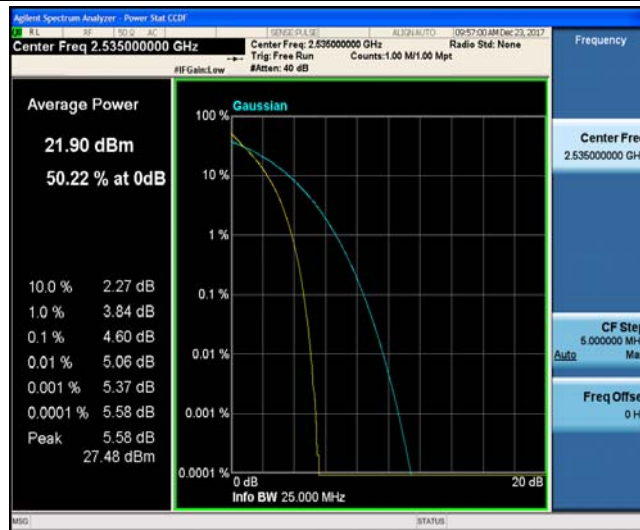 Agilent Spectrum Analyzer - Power Stat CCDF
RL RF 50 Ω AC SENSE:PULSE ALIGN AUTO 09:57:00 AM Dec 23, 2017
Center Freq 2.535000000 GHz
Center Freq: 2.535000000 GHz Radio Std: None
Trig: Free Run Counts:1.00 M/1.00 Mpt
#IFGain:Low #Atten: 40 dB
Frequency
Average Power
21.90 dBm
50.22 % at 0dB
10.0 % 2.27 dB
1.0 % 3.84 dB
0.1 % 4.60 dB
0.01 % 5.06 dB
0.001 % 5.37 dB
0.0001 % 5.58 dB
Peak 5.58 dB
27.48 dBm
Gaussian
100 %
10 %
1 %
0.1 %
0.01 %
0.001 %
0.0001 %
0 dB 20 dB
Info BW 25.000 MHz
Center Fre
2.535000000 GH
CF Step
5.000000 MH
Auto Ma
Freq Offse
0 H
MSG STATUS